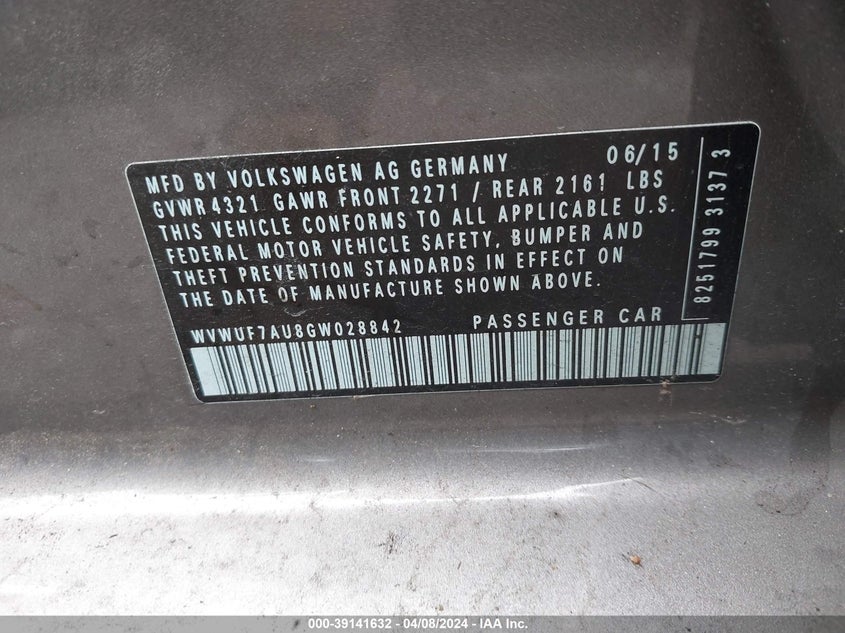 MFD BY VOLKSWAGEN AG GERMANY 06/15
GVWR 4321 GAWR FRONT 2271 / REAR 2161 LBS
THIS VEHICLE CONFORMS TO ALL APPLICABLE U.S.
FEDERAL MOTOR VEHICLE SAFETY, BUMPER AND
THEFT PREVENTION STANDARDS IN EFFECT ON
THE DATE OF MANUFACTURE SHOWN ABOVE.
WVWUF7AU8GW028842 PASSENGER CAR
8251799 3137 3
000-39141632 - 04/08/2024 - IAA, Inc.